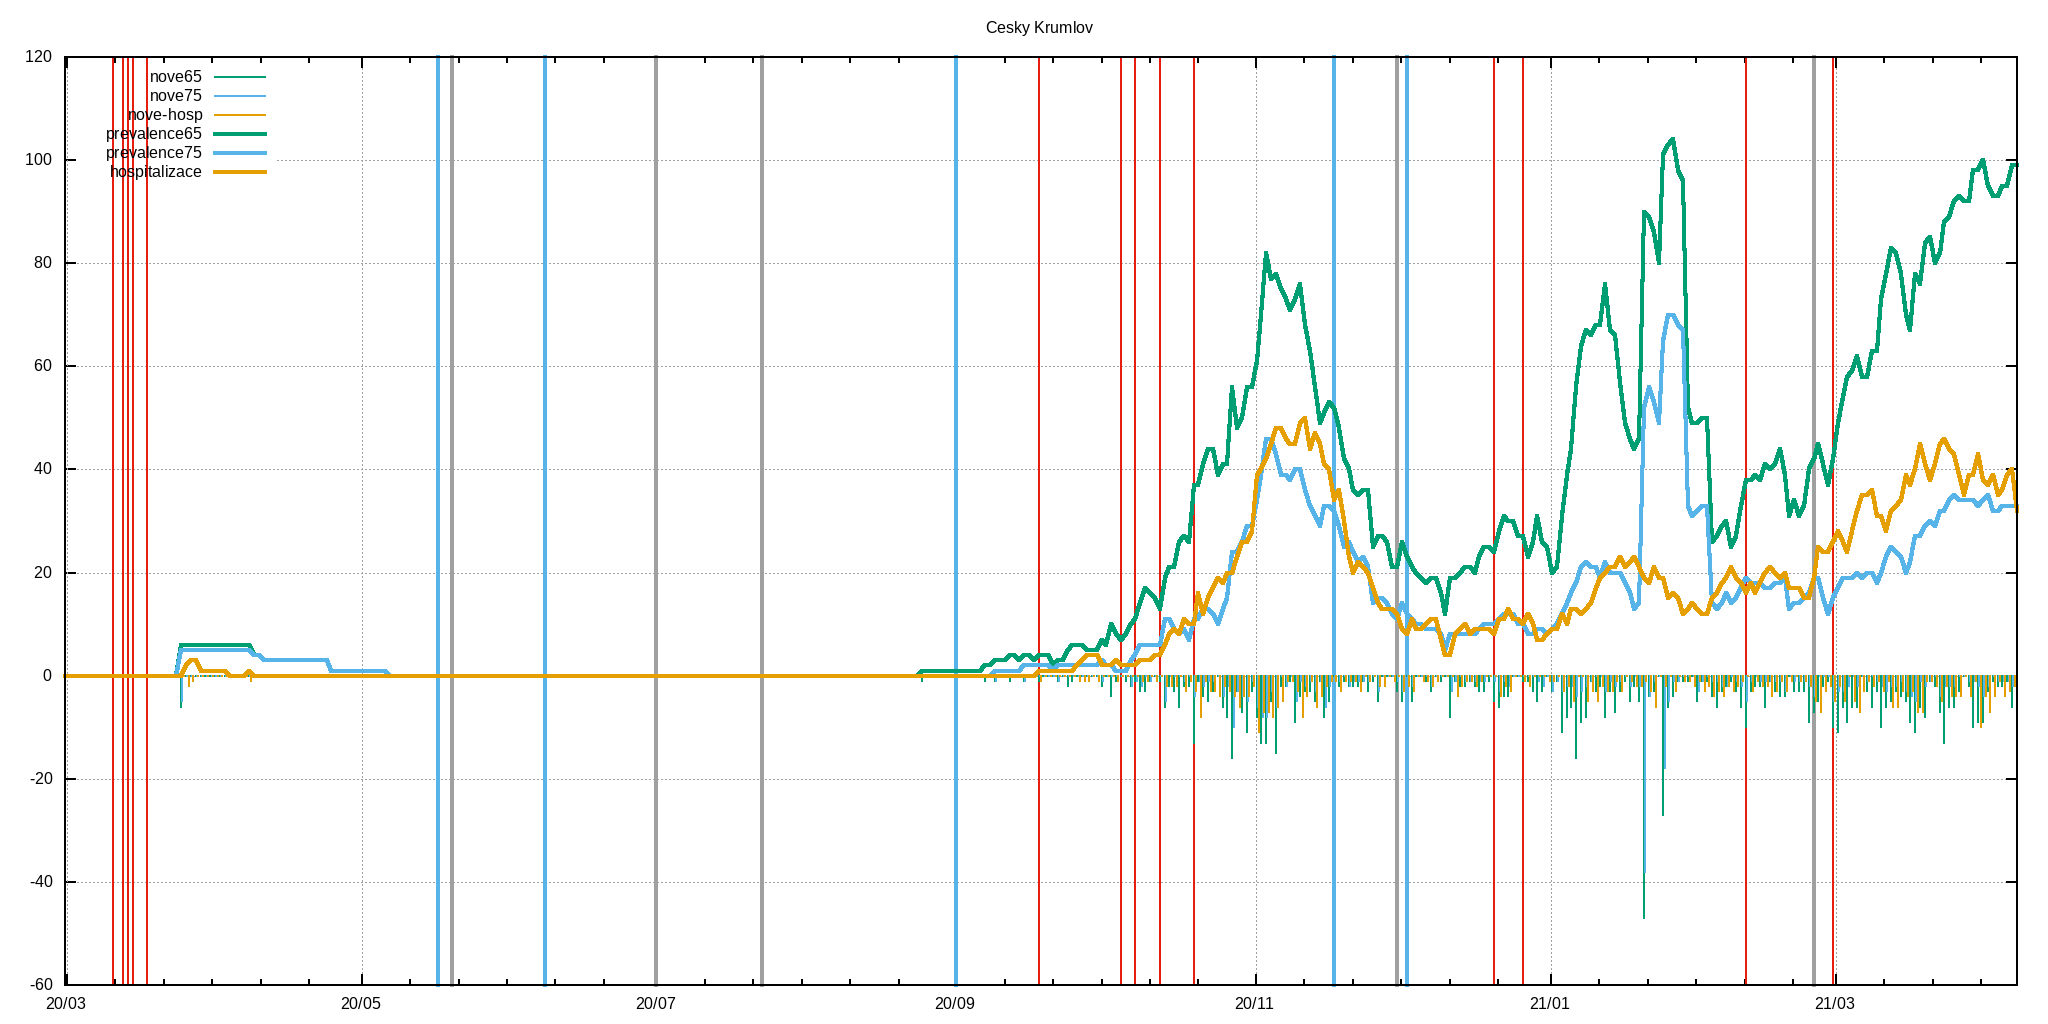 Cesky Krumlov
120
100
80
60
40
20
0
-20
-40
-60
nove65
nove75
nove-hosp
prevalence65
prevalence75
hospitalizace
20/03 20/05 20/07 20/09 20/11 21/01 21/03